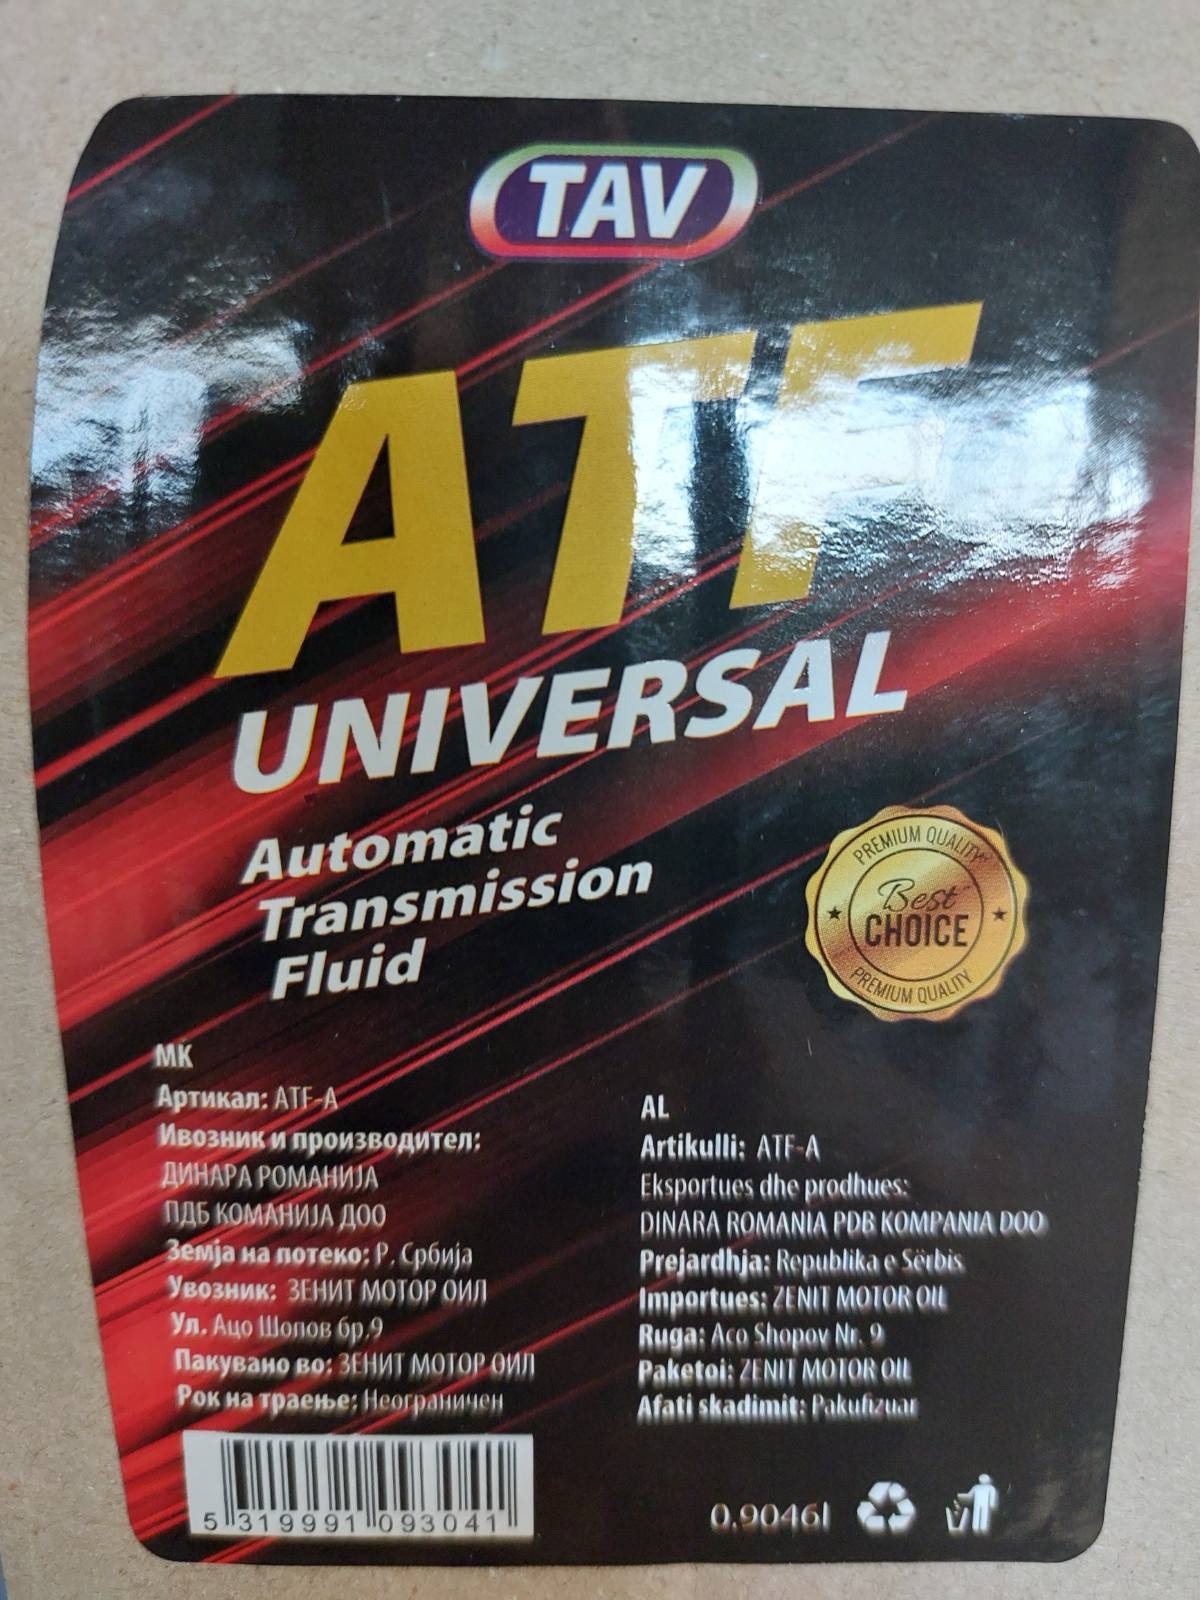 TAV
ATF
UNIVERSAL
Automatic
Transmission
Fluid
PREMIUM QUALITY
Best
CHOICE
PREMIUM QUALITY
МК
Артикал: ATF-A
Ивозник и производител:
ДИНАРА РОМАНИЈА
ПДБ КОМАНИЈА ДОО
Земја на потеко: Р. Србија
Увозник: ЗЕНИТ МОТОР ОИЛ
Ул. Ацо Шопов бр.9
Пакувано во: ЗЕНИТ МОТОР ОИЛ
Рок на траење: Неограничен
AL
Artikulli: ATF-A
Eksportues dhe prodhues:
DINARA ROMANIA PDB KOMPANIA DOO
Prejardhja: Republika e Sërbis
Importues: ZENIT MOTOR OIL
Ruga: Aco Shopov Nr. 9
Paketoi: ZENIT MOTOR OIL
Afati skadimit: Pakufizuar
5 319991 093041
0.9046l